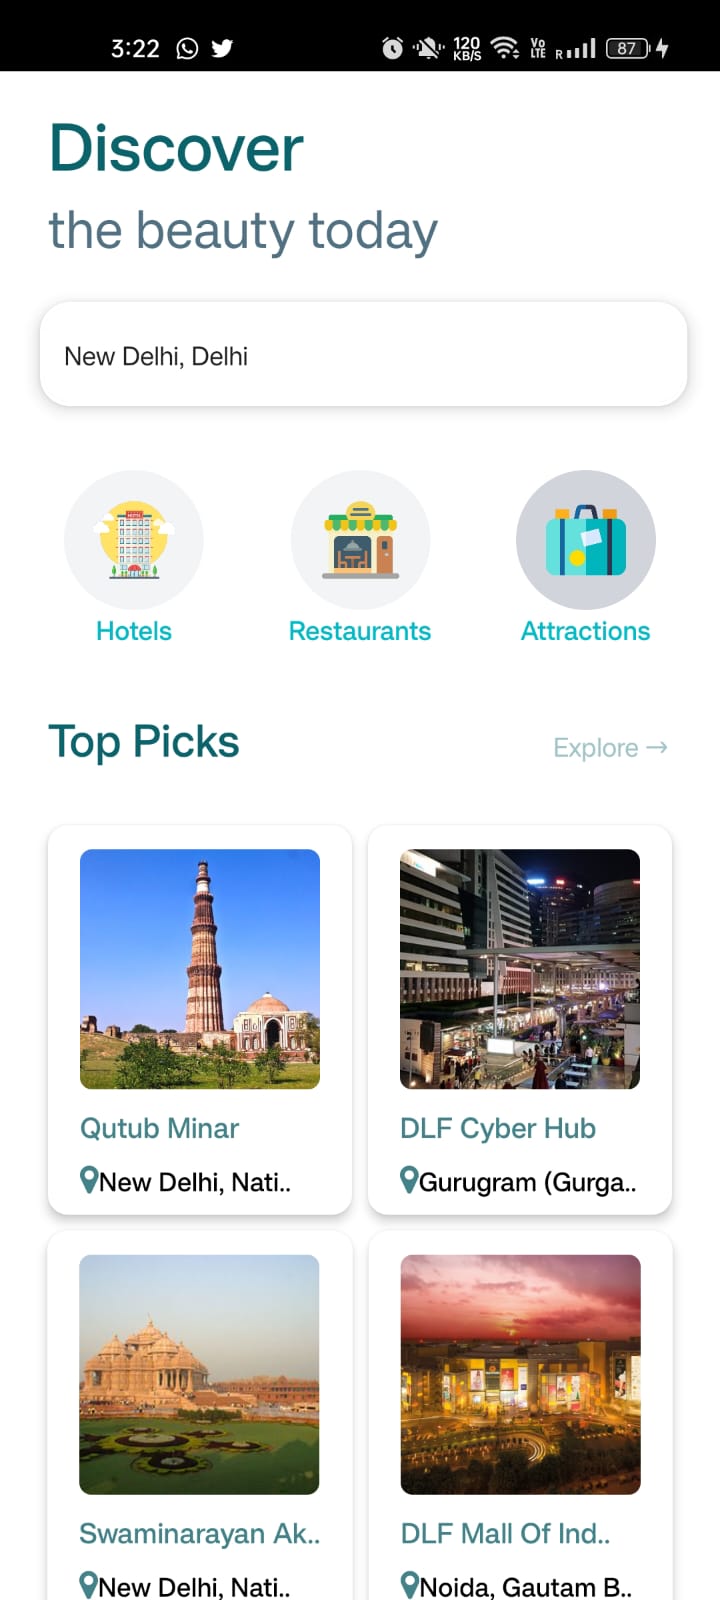 3:22 120 KB/S Vo LTE R 87
Discover
the beauty today
New Delhi, Delhi
HOTEL
Hotels Restaurants Attractions
Top Picks Explore →
Qutub Minar DLF Cyber Hub
New Delhi, Nati.. Gurugram (Gurga..
Swaminarayan Ak.. DLF Mall Of Ind..
New Delhi, Nati.. Noida, Gautam B..